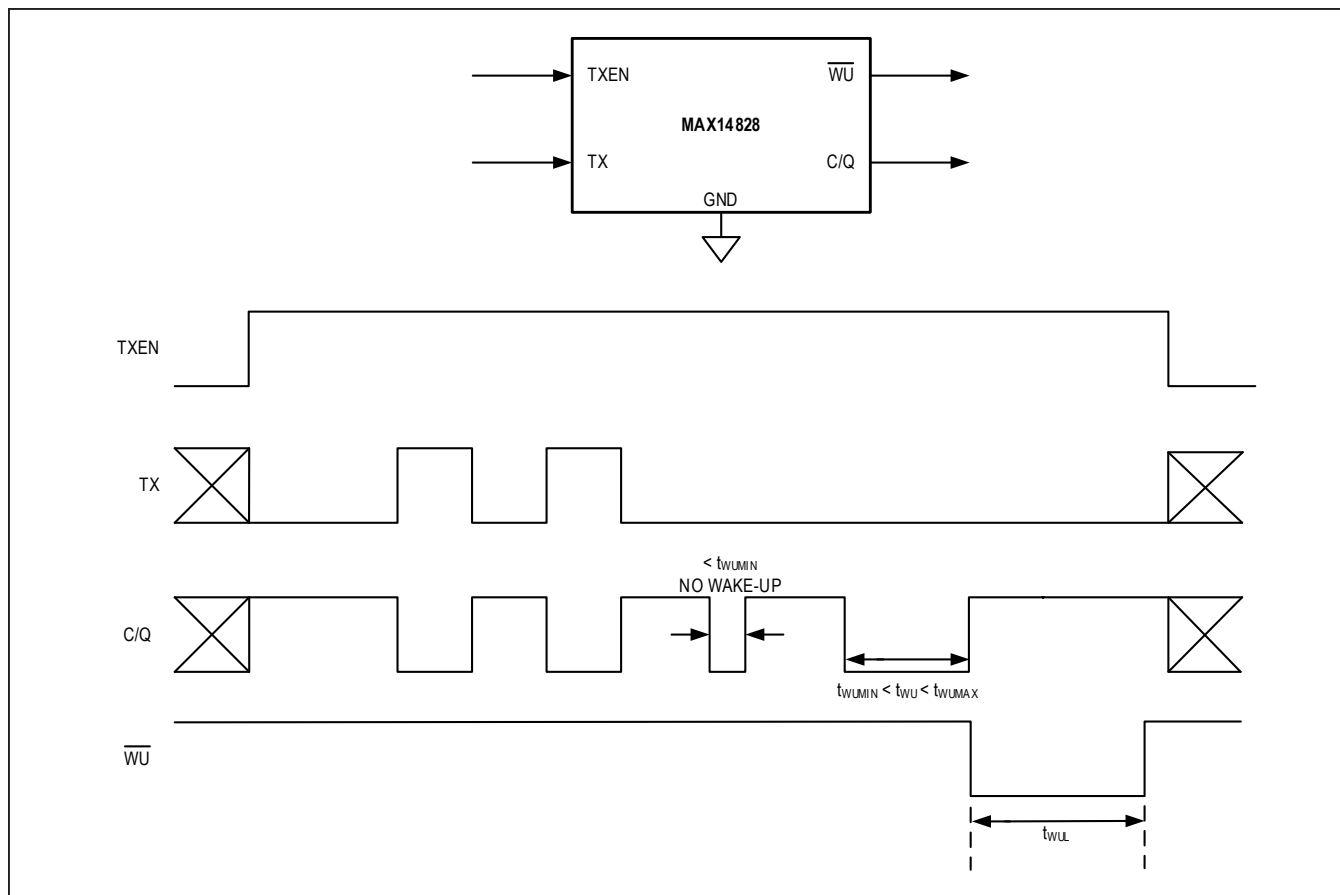 TXEN
WU
MAX14828
TX
C/Q
GND
TXEN
TX
< tWUMIN
NO WAKE-UP
C/Q
tWUMIN < tWU < tWUMAX
WU
tWUL